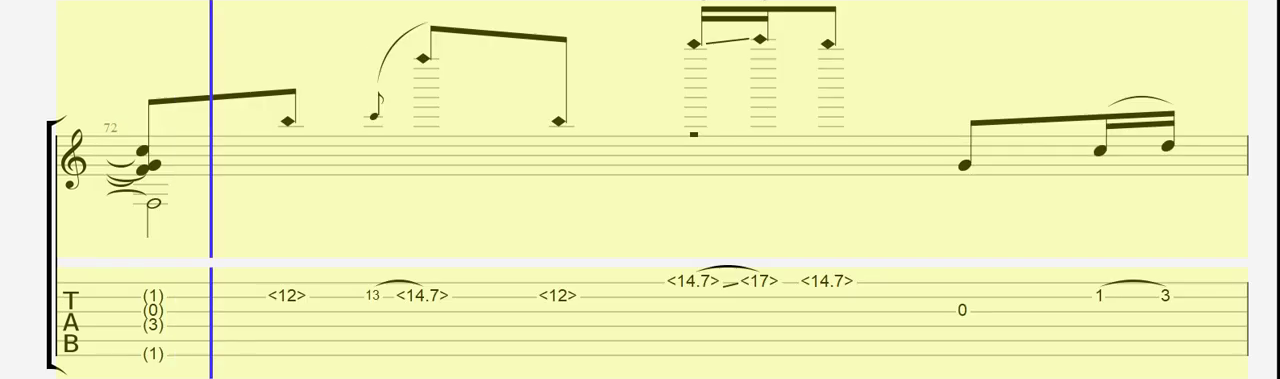 72
<14.7> <17> <14.7>
T (1) <12> 13 <14.7> <12> 1 3
(0) 0
A (3)
B
(1)